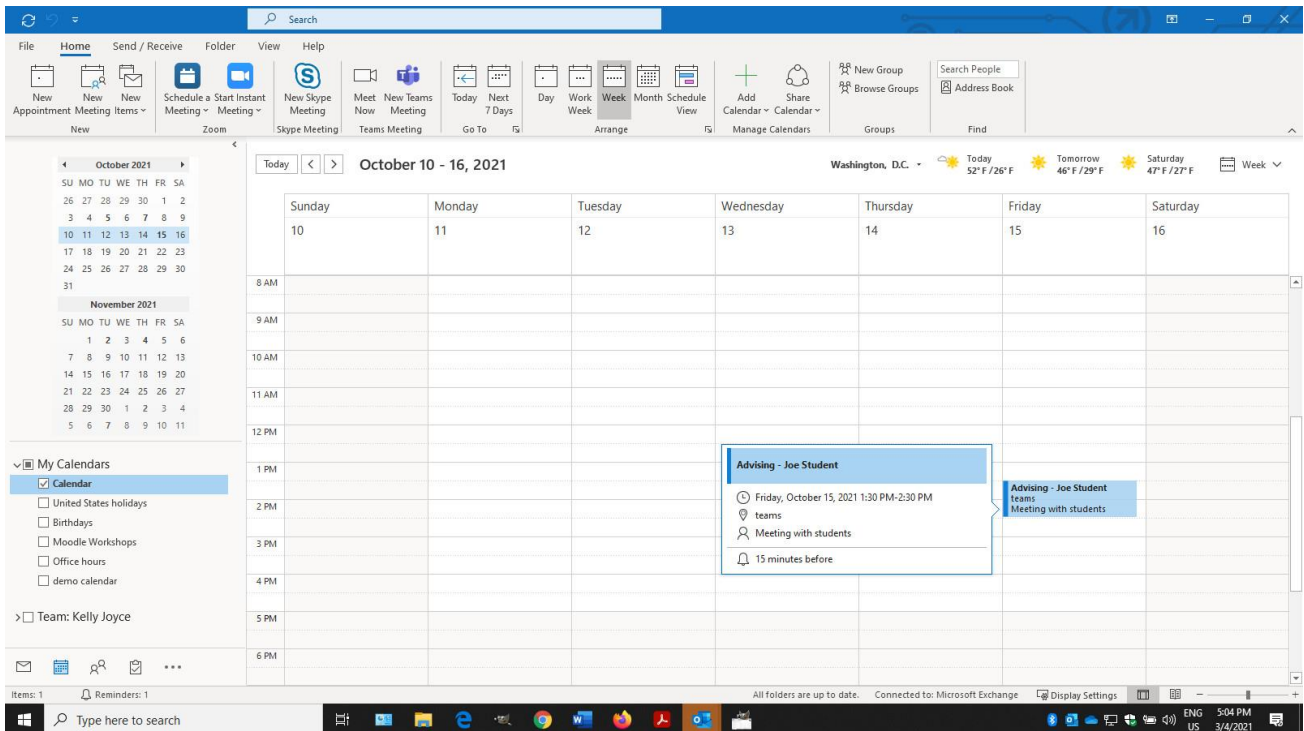 Search
File Home Send / Receive Folder View Help
New Appointment
New Meeting
New Items
New
Schedule a Meeting
Start Instant Meeting
Zoom
New Skype Meeting
Skype Meeting
Meet Now
New Teams Meeting
Teams Meeting
Today
Next 7 Days
Go To
Day
Work Week
Week
Month
Schedule View
Arrange
Add Calendar
Share Calendar
Manage Calendars
New Group
Browse Groups
Groups
Search People
Address Book
Find
October 2021
SU MO TU WE TH FR SA
26 27 28 29 30 1 2
3 4 5 6 7 8 9
10 11 12 13 14 15 16
17 18 19 20 21 22 23
24 25 26 27 28 29 30
31
November 2021
SU MO TU WE TH FR SA
1 2 3 4 5 6
7 8 9 10 11 12 13
14 15 16 17 18 19 20
21 22 23 24 25 26 27
28 29 30 1 2 3 4
5 6 7 8 9 10 11
My Calendars
Calendar
United States holidays
Birthdays
Moodle Workshops
Office hours
demo calendar
Team: Kelly Joyce
Today < > October 10 - 16, 2021
Washington, D.C.
Today
52° F / 26° F
Tomorrow
46° F / 29° F
Saturday
47° F / 27° F
Week
Sunday Monday Tuesday Wednesday Thursday Friday Saturday
10 11 12 13 14 15 16
8 AM
9 AM
10 AM
11 AM
12 PM
1 PM
2 PM
3 PM
4 PM
5 PM
6 PM
Advising - Joe Student
Friday, October 15, 2021 1:30 PM-2:30 PM
teams
Meeting with students
15 minutes before
Advising - Joe Student
teams
Meeting with students
Items: 1 Reminders: 1
All folders are up to date. Connected to: Microsoft Exchange Display Settings
Type here to search
ENG
US
5:04 PM
3/4/2021